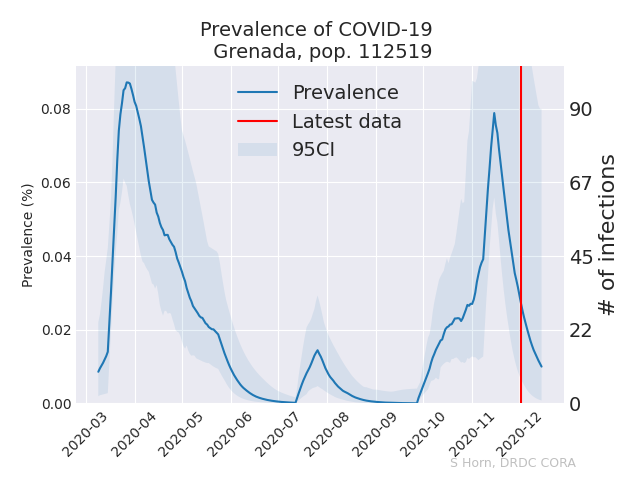 Prevalence of COVID-19
Grenada, pop. 112519
Prevalence
Latest data
95CI
Prevalence (%)
0.08
0.06
0.04
0.02
0.00
90
67
45
22
0
# of infections
2020-03
2020-04
2020-05
2020-06
2020-07
2020-08
2020-09
2020-10
2020-11
2020-12
S Horn, DRDC CORA